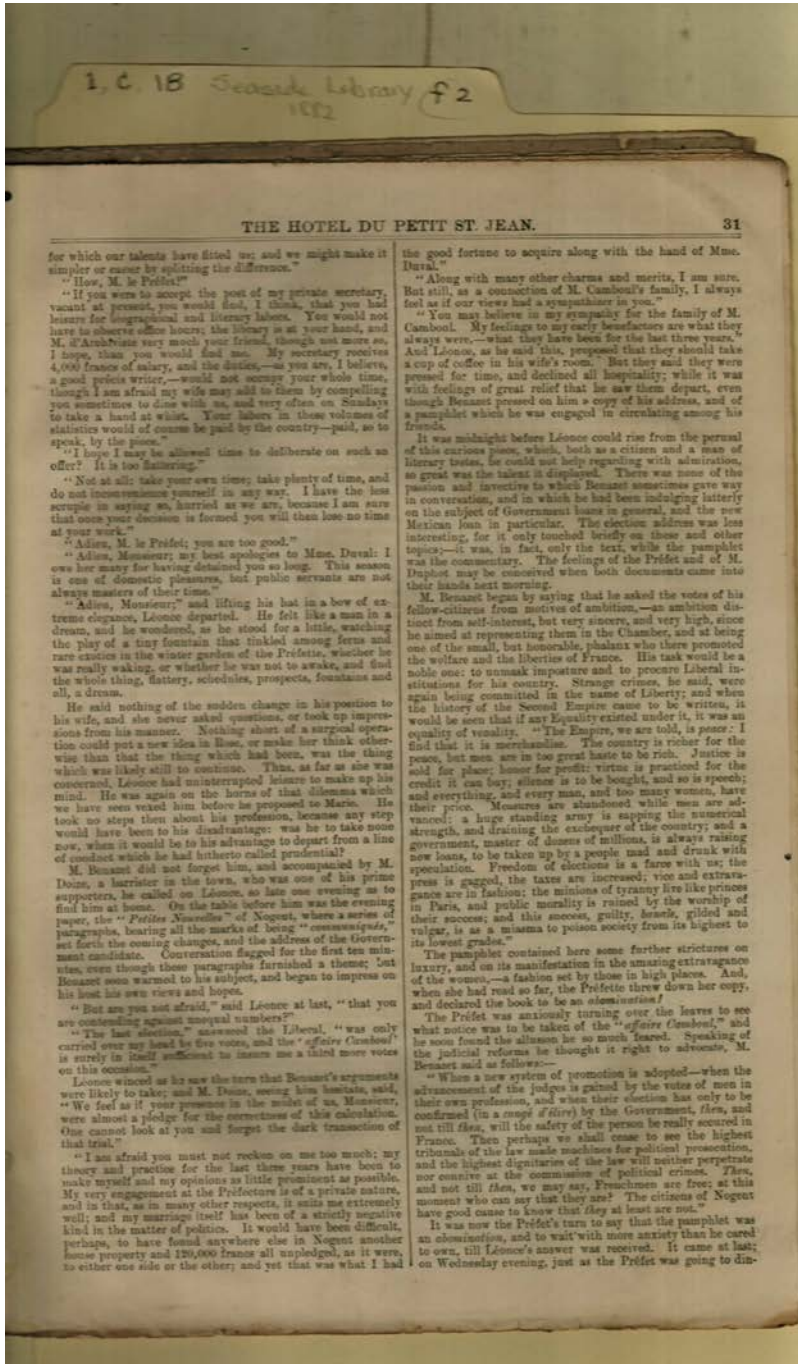 1, C, 18 Seaside Library f 2
1882
THE HOTEL DU PETIT ST. JEAN. 31
for which our talents have fitted us; and we might make it
simpler or easier by splitting the difference."
"How, M. le Préfet?"
"If you were to accept the post of my private secretary,
vacant at present, you would find, I think, that you had
leisure for biographical and literary labors. You would not
have to observe office hours; the library is at your hand, and
M. d'Archiviste very much your friend, though not more so,
I hope, than you would find me. My secretary receives
4,000 francs of salary, and the duties,—as you are, I believe,
a good précis writer,—would not occupy your whole time,
though I am afraid my wife may add to them by compelling
you sometimes to dine with us, and very often on Sundays
to take a hand at whist. Your labors in these volumes of
statistics would of course be paid by the country—paid, so to
speak, by the piece."
"I hope I may be allowed time to deliberate on such an
offer? It is too flattering."
"Not at all: take your own time; take plenty of time, and
do not inconvenience yourself in any way. I have the less
scruple in saying so, hurried as we are, because I am sure
that once your decision is formed you will then lose no time
at your work."
"Adieu, M. le Préfet; you are too good."
"Adieu, Monsieur; my best apologies to Mme. Duval: I
owe her many for having detained you so long. This season
is one of domestic pleasures, but public servants are not
always masters of their time."
"Adieu, Monsieur;" and lifting his hat in a bow of ex-
treme elegance, Léonce departed. He felt like a man in a
dream, and he wondered, as he stood for a little, watching
the play of a tiny fountain that tinkled among ferns and
rare exotics in the winter garden of the Préfette, whether he
was really waking, or whether he was not to awake, and find
the whole thing, flattery, schedules, prospects, fountains and
all, a dream.
He said nothing of the sudden change in his position to
his wife, and she never asked questions, or took up impres-
sions from his manner. Nothing short of a surgical opera-
tion could put a new idea in Rose, or make her think other-
wise than that the thing which had been, was the thing
which was likely still to continue. Thus, as far as she was
concerned, Léonce had uninterrupted leisure to make up his
mind. He was again on the horns of that dilemma which
we have seen vexed him before he proposed to Marie. He
took no steps then about his profession, because any step
would have been to his disadvantage: was he to take none
now, when it would be to his advantage to depart from a line
of conduct which he had hitherto called prudential?
M. Benazet did not forget him, and accompanied by M.
Doize, a barrister in the town, who was one of his prime
supporters, he called on Léonce, so late one evening as to
find him at home. On the table before him was the evening
paper, the "Petites Nouvelles" of Nogent, where a series of
paragraphs, bearing all the marks of being "communiqués,"
set forth the coming changes, and the address of the Govern-
ment candidate. Conversation flagged for the first ten min-
utes, even though these paragraphs furnished a theme; but
Benazet soon warmed to his subject, and began to impress on
his host his own views and hopes.
"But are you not afraid," said Léonce at last, "that you
are contending against unequal numbers?"
"The last election," answered the Liberal, "was only
carried over my head by five votes, and the 'affaire Camboul'
is surely in itself sufficient to insure me a third more votes
on this occasion."
Léonce winced as he saw the turn that Benazet's arguments
were likely to take; and M. Doize, seeing him hesitate, said,
"We feel as if your presence in the midst of us, Monsieur,
were almost a pledge for the correctness of this calculation.
One cannot look at you and forget the dark transaction of
that trial."
"I am afraid you must not reckon on me too much; my
theory and practice for the last three years have been to
make myself and my opinions as little prominent as possible.
My very engagement at the Préfecture is of a private nature,
and in that, as in many other respects, it suits me extremely
well; and my marriage itself has been of a strictly negative
kind in the matter of politics. It would have been difficult,
perhaps, to have found anywhere else in Nogent another
house property and 120,000 francs all unpledged, as it were,
to either one side or the other; and yet that was what I had
the good fortune to acquire along with the hand of Mme.
Duval."
"Along with many other charms and merits, I am sure.
But still, as a connection of M. Camboul's family, I always
feel as if our views had a sympathizer in you."
"You may believe in my sympathy for the family of M.
Camboul. My feelings to my early benefactors are what they
always were,—what they have been for the last three years."
And Léonce, as he said this, proposed that they should take
a cup of coffee in his wife's room. But they said they were
pressed for time, and declined all hospitality; while it was
with feelings of great relief that he saw them depart, even
though Benazet pressed on him a copy of his address, and of
a pamphlet which he was engaged in circulating among his
friends.
It was midnight before Léonce could rise from the perusal
of this curious piece, which, both as a citizen and a man of
literary tastes, he could not help regarding with admiration,
so great was the talent it displayed. There was none of the
passion and invective to which Benazet sometimes gave way
in conversation, and in which he had been indulging latterly
on the subject of Government loans in general, and the new
Mexican loan in particular. The election address was less
interesting, for it only touched briefly on these and other
topics;—it was, in fact, only the text, while the pamphlet
was the commentary. The feelings of the Préfet and of M.
Duphot may be conceived when both documents came into
their hands next morning.
M. Benazet began by saying that he asked the votes of his
fellow-citizens from motives of ambition,—an ambition dis-
tinct from self-interest, but very sincere, and very high, since
he aimed at representing them in the Chamber, and at being
one of the small, but honorable, phalanx who there promoted
the welfare and the liberties of France. His task would be a
noble one: to unmask imposture and to procure Liberal in-
stitutions for his country. Strange crimes, he said, were
again being committed in the name of Liberty; and when
the history of the Second Empire came to be written, it
would be seen that if any Equality existed under it, it was an
equality of venality. "The Empire, we are told, is peace: I
find that it is merchandise. The country is richer for the
peace, but men are in too great haste to be rich. Justice is
sold for place; honor for profit: virtue is practiced for the
credit it can buy; silence is to be bought, and so is speech;
and everything, and every man, and too many women, have
their price. Measures are abandoned while men are ad-
vanced: a huge standing army is sapping the numerical
strength, and draining the exchequer of the country; and a
government, master of dozens of millions, is always raising
new loans, to be taken up by a people mad and drunk with
speculation. Freedom of elections is a farce with us; the
press is gagged, the taxes are increased; vice and extrava-
gance are in fashion; the minions of tyranny live like princes
in Paris, and public morality is ruined by the worship of
their success; and this success, guilty, heavis, gilded and
vulgar, is as a miasma to poison society from its highest to
its lowest grades."
The pamphlet contained here some further strictures on
luxury, and on its manifestation in the amazing extravagance
of the women,—a fashion set by those in high places. And,
when she had read so far, the Préfette threw down her copy,
and declared the book to be an abomination!
The Préfet was anxiously turning over the leaves to see
what notice was to be taken of the "affaire Camboul," and
he soon found the allusion he so much feared. Speaking of
the judicial reforms he thought it right to advocate, M.
Benazet said as follows:—
"When a new system of promotion is adopted—when the
advancement of the judges is gained by the votes of men in
their own profession, and when their election has only to be
confirmed (in a congé d'élire) by the Government, then, and
not till then, will the safety of the person be really secured in
France. Then perhaps we shall cease to see the highest
tribunals of the law made machines for political prosecution,
and the highest dignitaries of the law will neither perpetrate
nor connive at the commission of political crimes. Then,
and not till then, we may say, Frenchmen are free; at this
moment who can say that they are? The citizens of Nogent
have good cause to know that they at least are not."
It was now the Préfet's turn to say that the pamphlet was
an abomination, and to wait with more anxiety than he cared
to own, till Léonce's answer was received. It came at last;
on Wednesday evening, just as the Préfet was going to din-